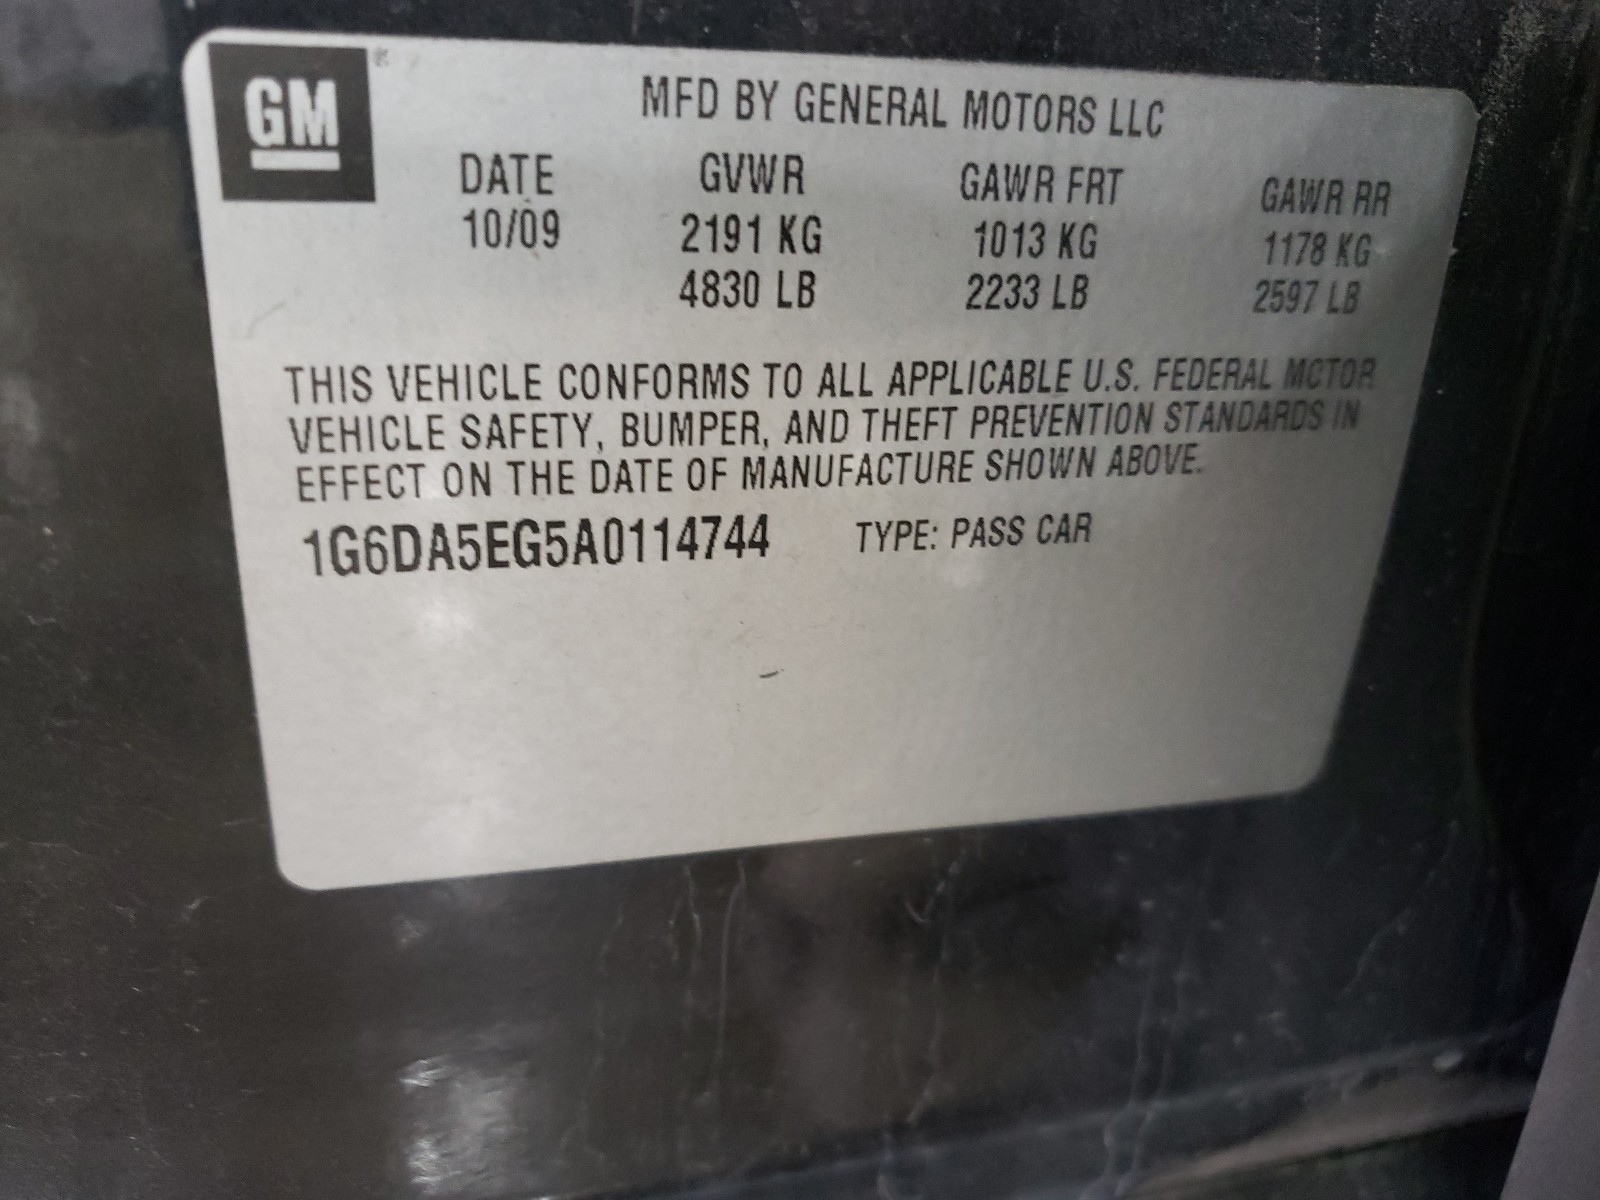 GM
MFD BY GENERAL MOTORS LLC
DATE GVWR GAWR FRT GAWR RR
10/09 2191 KG 1013 KG 1178 KG
4830 LB 2233 LB 2597 LB
THIS VEHICLE CONFORMS TO ALL APPLICABLE U.S. FEDERAL MOTOR
VEHICLE SAFETY, BUMPER, AND THEFT PREVENTION STANDARDS IN
EFFECT ON THE DATE OF MANUFACTURE SHOWN ABOVE.
1G6DA5EG5A0114744 TYPE: PASS CAR